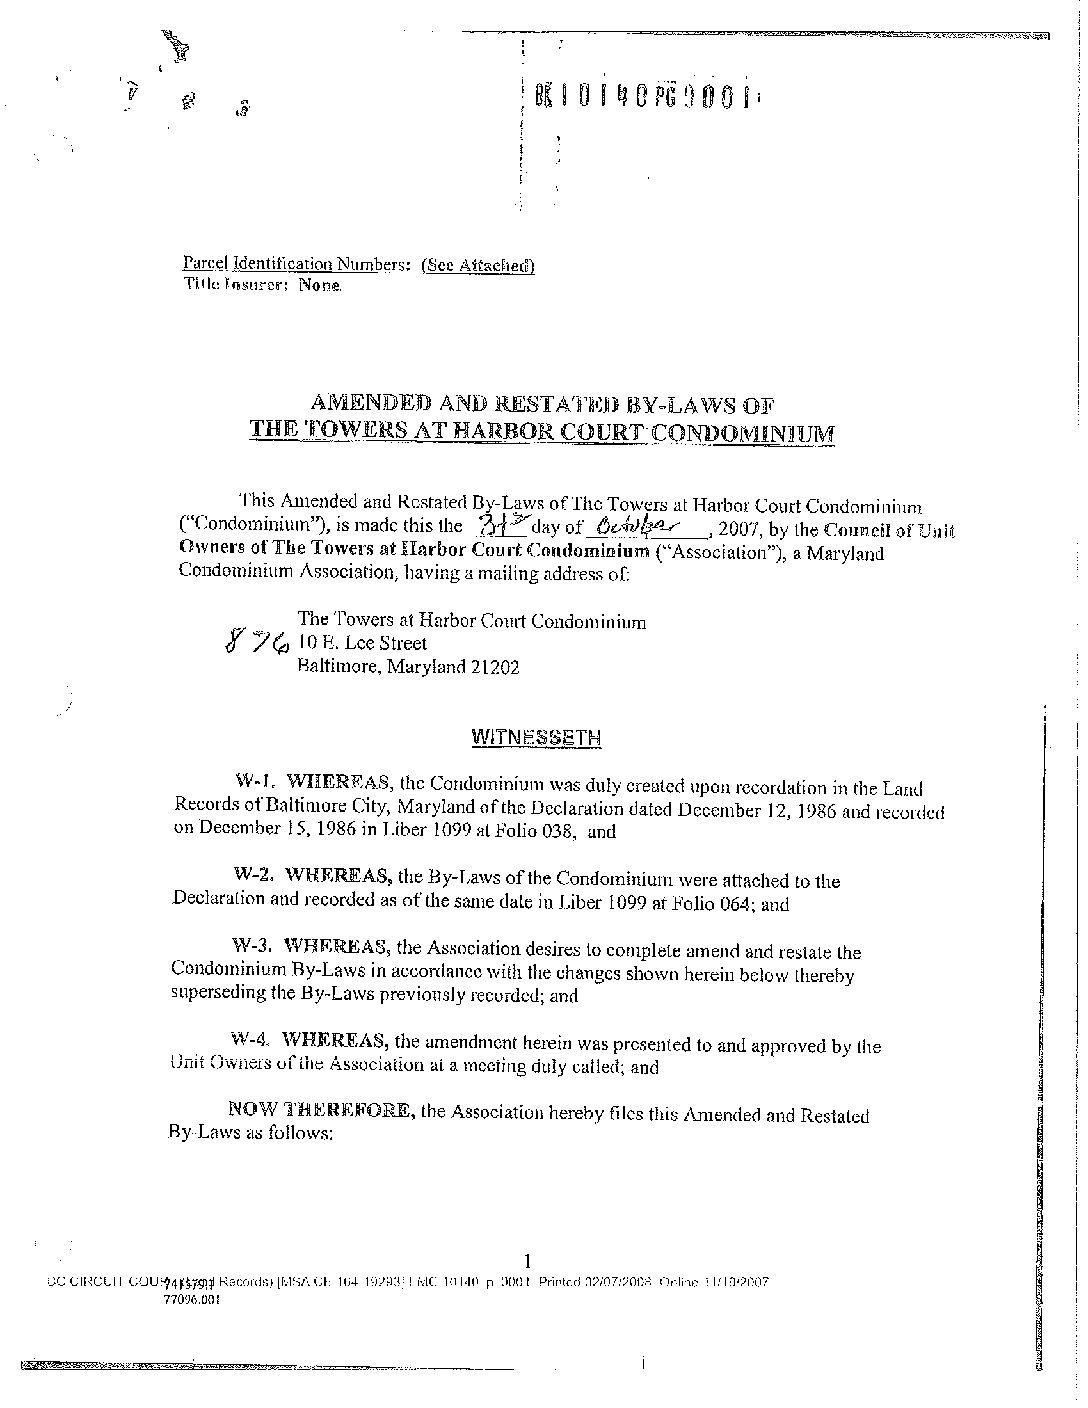 BK 10140 PG 0001
Parcel Identification Numbers: (See Attached)
Title Insurer: None.
AMENDED AND RESTATED BY-LAWS OF
THE TOWERS AT HARBOR COURT CONDOMINIUM
This Amended and Restated By-Laws of The Towers at Harbor Court Condominium
("Condominium"), is made this the 31st day of October, 2007, by the Council of Unit
Owners of The Towers at Harbor Court Condominium ("Association"), a Maryland
Condominium Association, having a mailing address of:
The Towers at Harbor Court Condominium
876 10 E. Lee Street
Baltimore, Maryland 21202
WITNESSETH
W-1. WHEREAS, the Condominium was duly created upon recordation in the Land
Records of Baltimore City, Maryland of the Declaration dated December 12, 1986 and recorded
on December 15, 1986 in Liber 1099 at Folio 038, and
W-2. WHEREAS, the By-Laws of the Condominium were attached to the
Declaration and recorded as of the same date in Liber 1099 at Folio 064; and
W-3. WHEREAS, the Association desires to complete amend and restate the
Condominium By-Laws in accordance with the changes shown herein below thereby
superseding the By-Laws previously recorded; and
W-4. WHEREAS, the amendment herein was presented to and approved by the
Unit Owners of the Association at a meeting duly called; and
NOW THEREFORE, the Association hereby files this Amended and Restated
By-Laws as follows:
1
CIRCUIT Records) [MSA CE 164-19293] MC 10140, p. 0001. Printed 02/07/2008. Online
77096.001